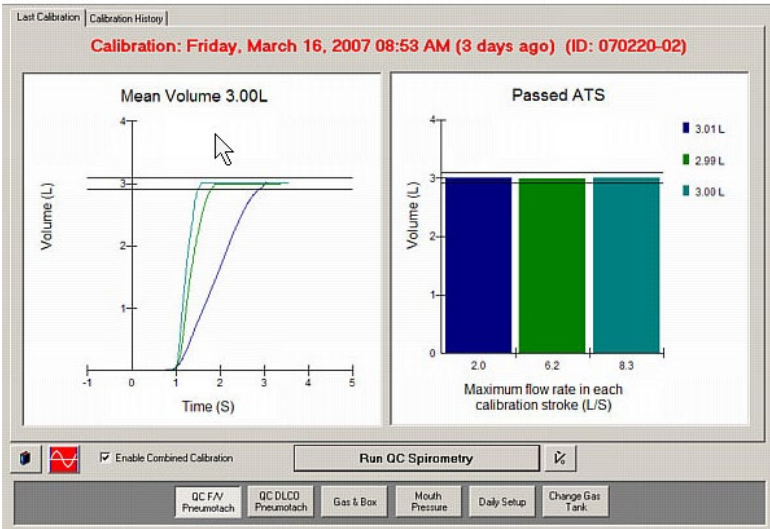 Last Calibration
Calibration History
Calibration: Friday, March 16, 2007 08:53 AM (3 days ago) (ID: 070220-02)
Mean Volume 3.00L
4
3
2
1
Volume (L)
-1 0 1 2 3 4 5
Time (S)
Passed ATS
4
3
2
1
0
Volume (L)
3.01 L
2.99 L
3.00 L
2.0 6.2 8.3
Maximum flow rate in each
calibration stroke (L/S)
Enable Combined Calibration
Run QC Spirometry
QC F/V
Pneumotach
QC DLCO
Pneumotach
Gas & Box
Mouth
Pressure
Daily Setup
Change Gas
Tank